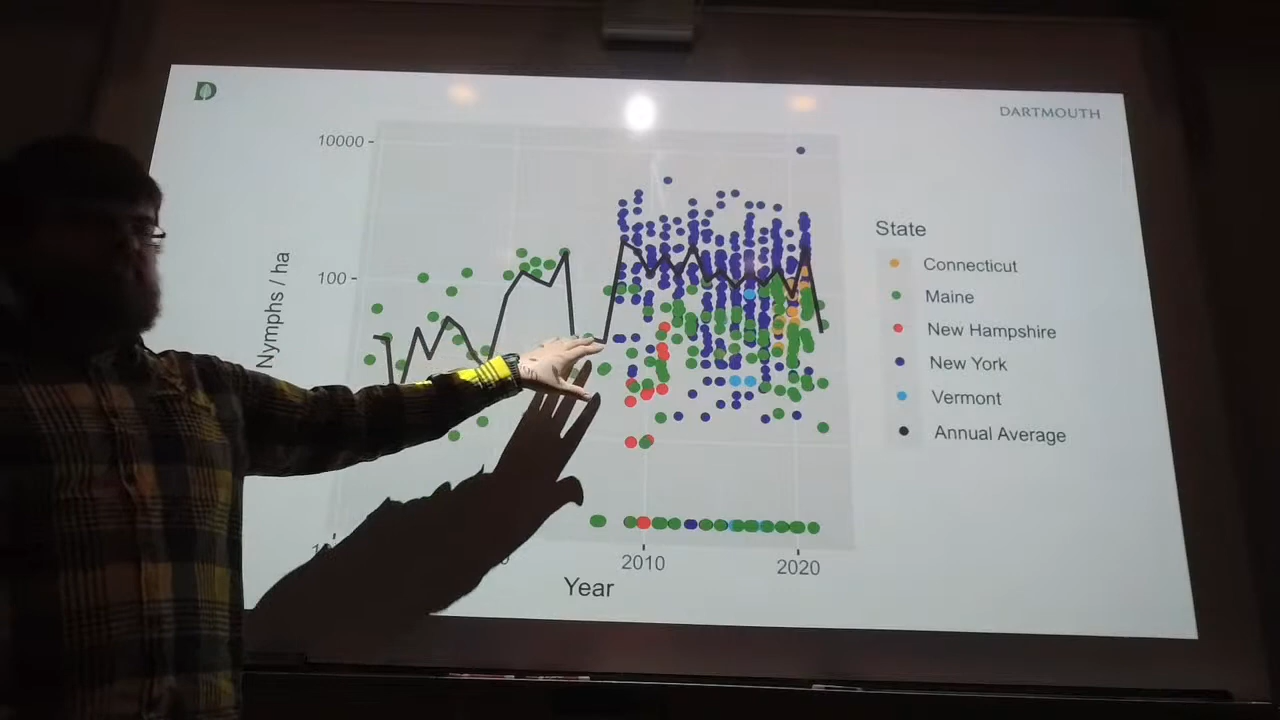 D
DARTMOUTH
10000
100
Nymphs / ha
2010
2020
Year
State
Connecticut
Maine
New Hampshire
New York
Vermont
Annual Average